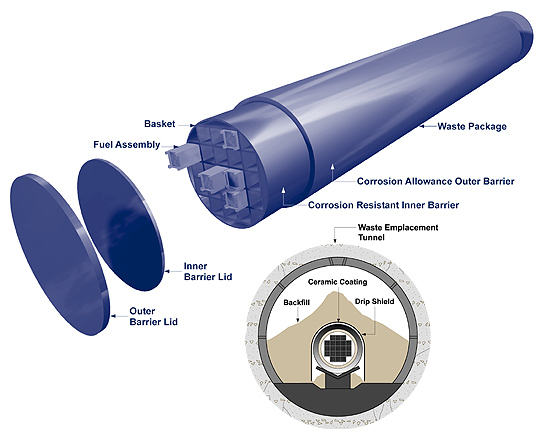 Basket
Fuel Assembly
Waste Package
Corrosion Allowance Outer Barrier
Corrosion Resistant Inner Barrier
Inner
Barrier Lid
Outer
Barrier Lid
Waste Emplacement
Tunnel
Ceramic Coating
Backfill
Drip Shield